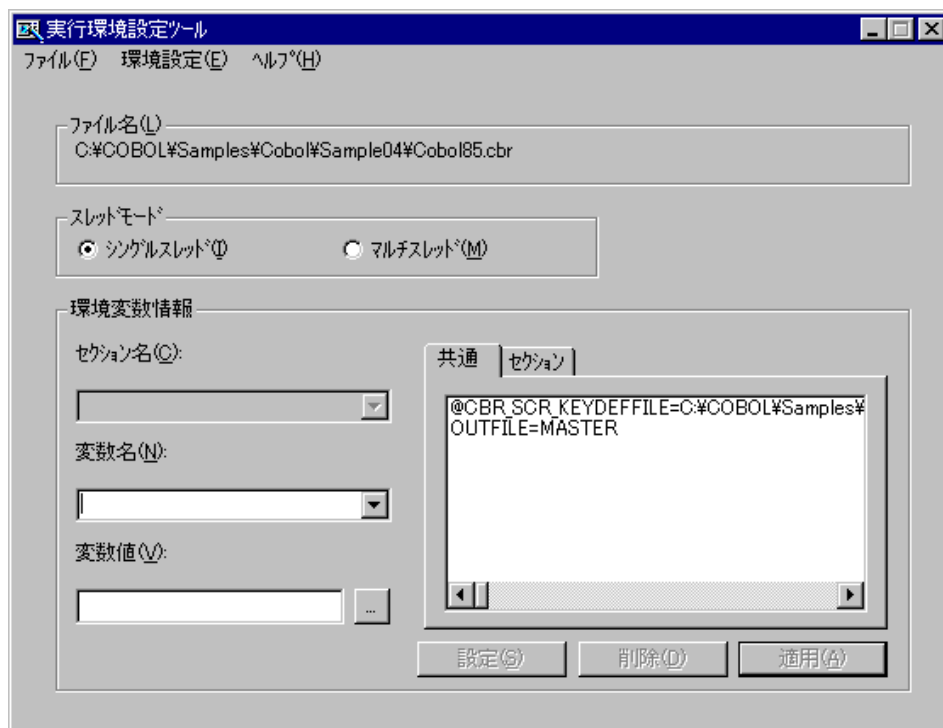 実行環境設定ツール
ﾌｧｲﾙ(F) 環境設定(E) ﾍﾙﾌﾟ(H)
ﾌｧｲﾙ名(L)
C:¥COBOL¥Samples¥Cobol¥Sample04¥Cobol85.cbr
ｽﾚｯﾄﾞﾓｰﾄﾞ
ｼﾝｸﾞﾙｽﾚｯﾄﾞ(I) ﾏﾙﾁｽﾚｯﾄﾞ(M)
環境変数情報
ｾｸｼｮﾝ名(C):
共通 ｾｸｼｮﾝ
@CBR_SCR_KEYDEFFILE=C:¥COBOL¥Samples¥
OUTFILE=MASTER
変数名(N):
変数値(V):
...
設定(S) 削除(D) 適用(A)